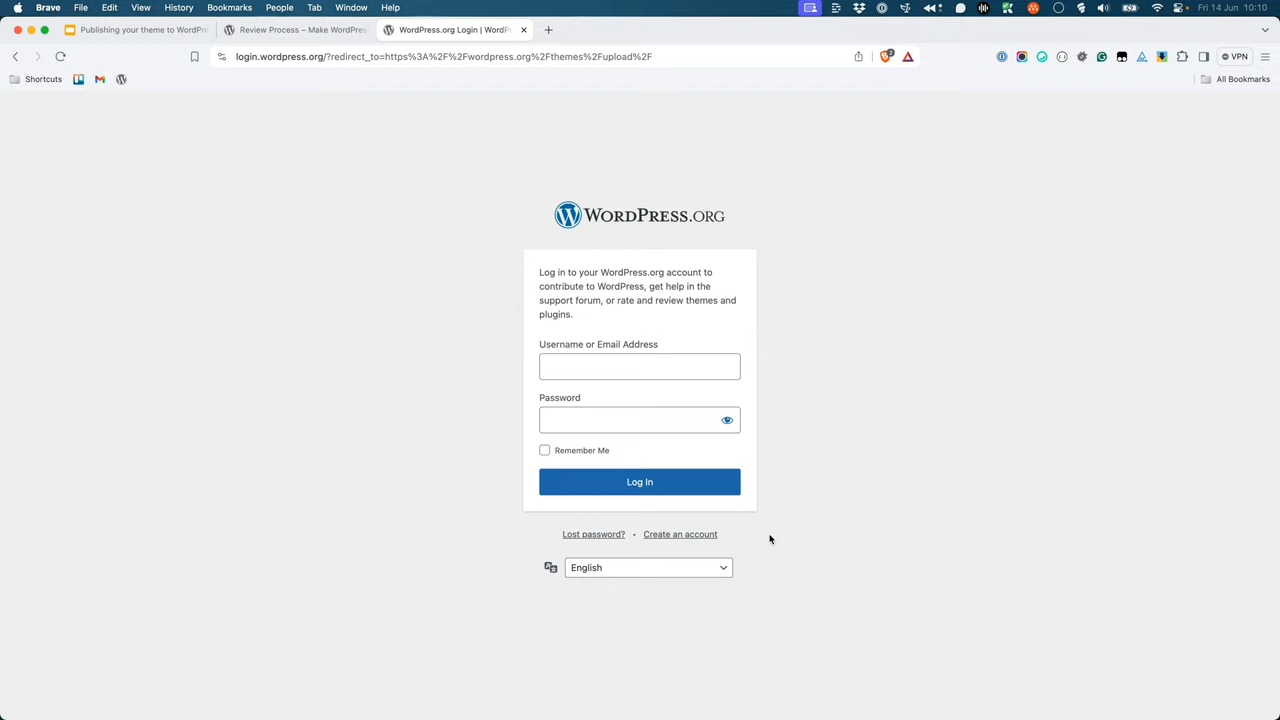 Brave File Edit View History Bookmarks Window Help
Fri 14 Jun 10:10
Publishing your theme to WordPre
Review Process – Make WordPress
WordPress.org Login | WordPr
login.wordpress.org/?redirect_to=https%3A%2F%2Fwordpress.org%2Fthemes%2Fupload%2F
2
VPN
Shortcuts
All Bookmarks
WORDPRESS.ORG
Log in to your WordPress.org account to
contribute to WordPress, get help in the
support forum, or rate and review themes and
plugins.
Username or Email Address
Password
Remember Me
Log In
Lost password? • Create an account
English